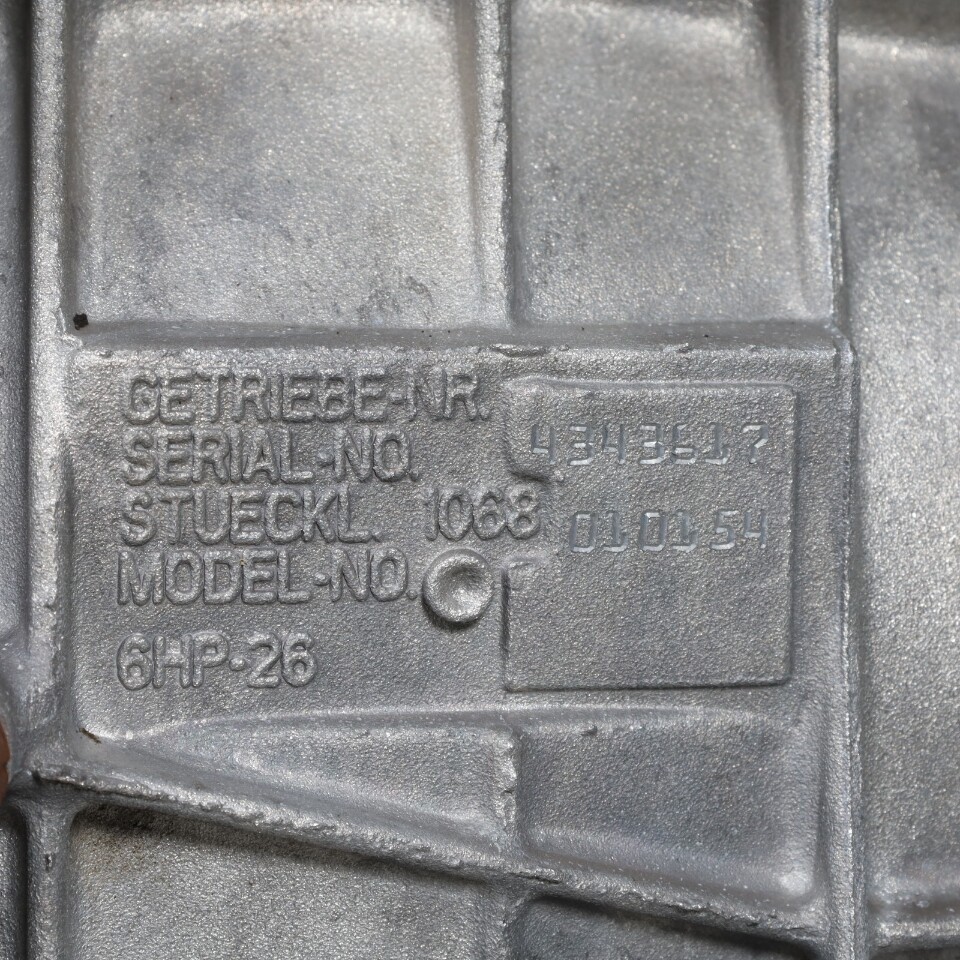 GETRIEBE-NR.
SERIAL-NO. 4343617
STUECKL. 1068 010154
MODEL-NO.
6HP-26